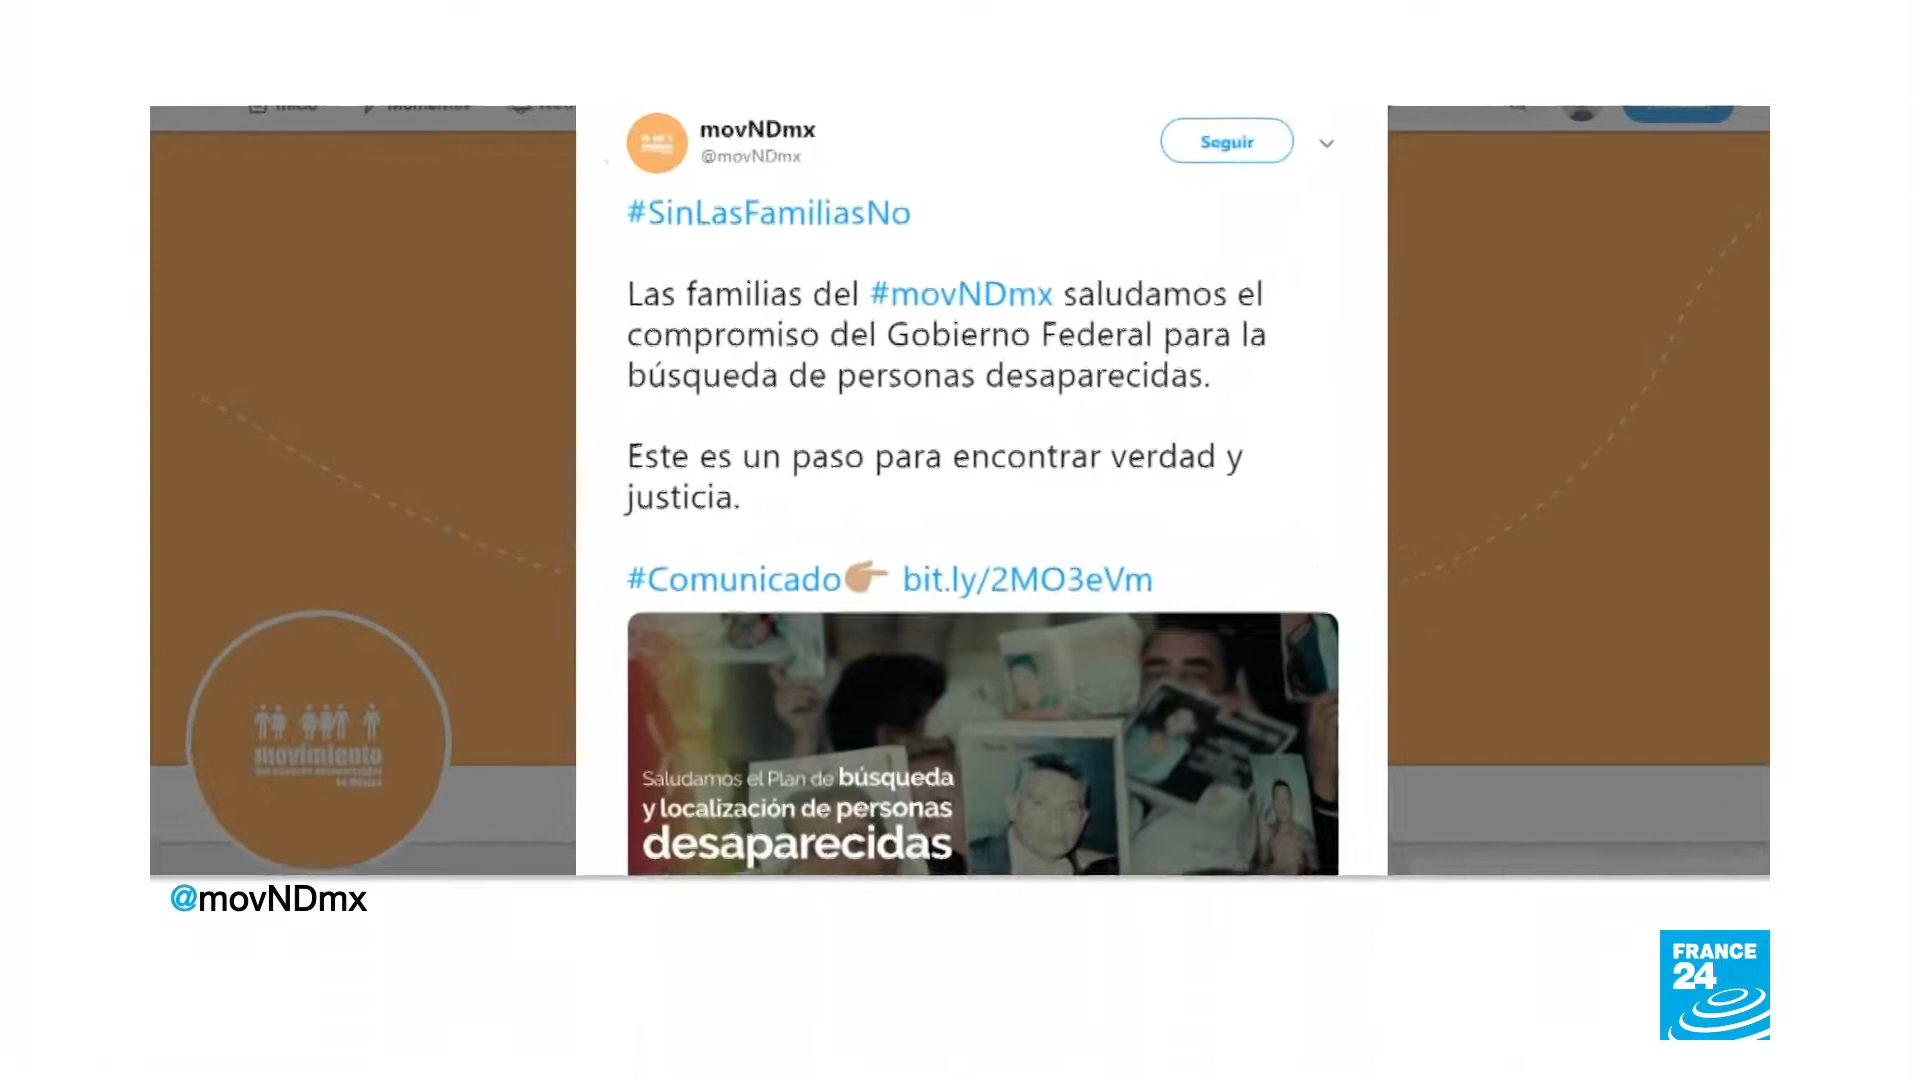 Inicio
Momentos
movNDmx
@movNDmx
Seguir
#SinLasFamiliasNo
Las familias del #movNDmx saludamos el
compromiso del Gobierno Federal para la
búsqueda de personas desaparecidas.
Este es un paso para encontrar verdad y
justicia.
#Comunicado👉🏽 bit.ly/2MO3eVm
Saludamos el Plan de búsqueda
y localización de personas
desaparecidas
movimiento
@movNDmx
FRANCE
24